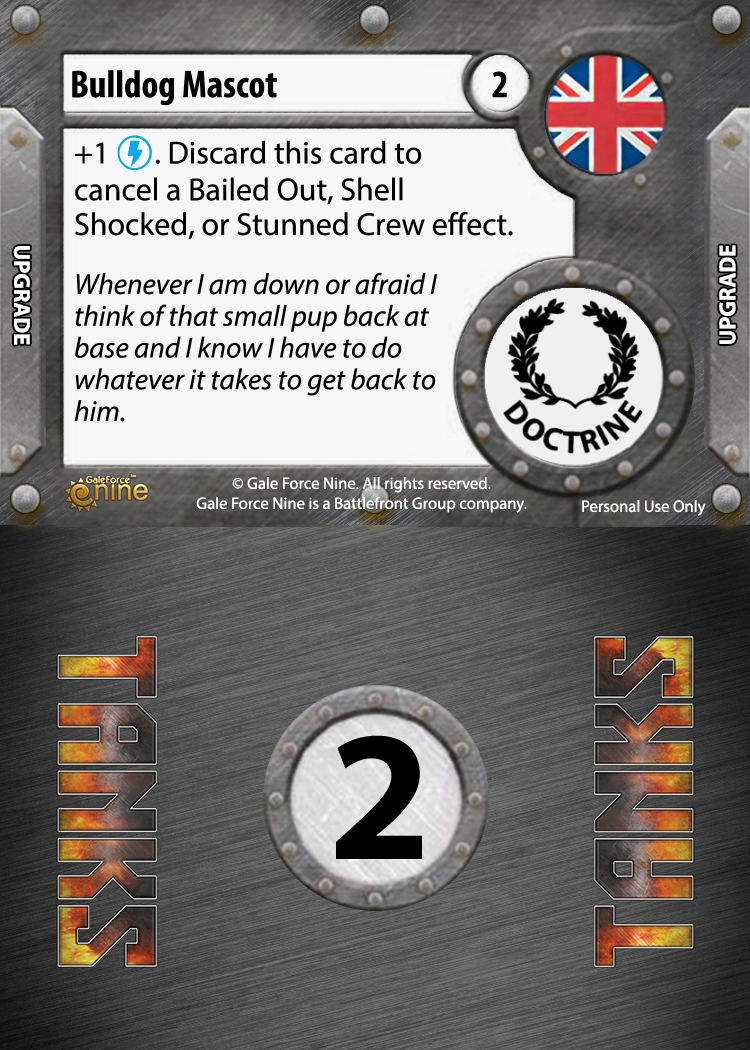 Bulldog Mascot
2
+1 . Discard this card to
cancel a Bailed Out, Shell
Shocked, or Stunned Crew effect.
Whenever I am down or afraid I
think of that small pup back at
base and I know I have to do
whatever it takes to get back to
him.
UPGRADE
UPGRADE
DOCTRINE
GaleForce™
nine
© Gale Force Nine. All rights reserved.
Gale Force Nine is a Battlefront Group company.
Personal Use Only
TANKS
2
TANKS